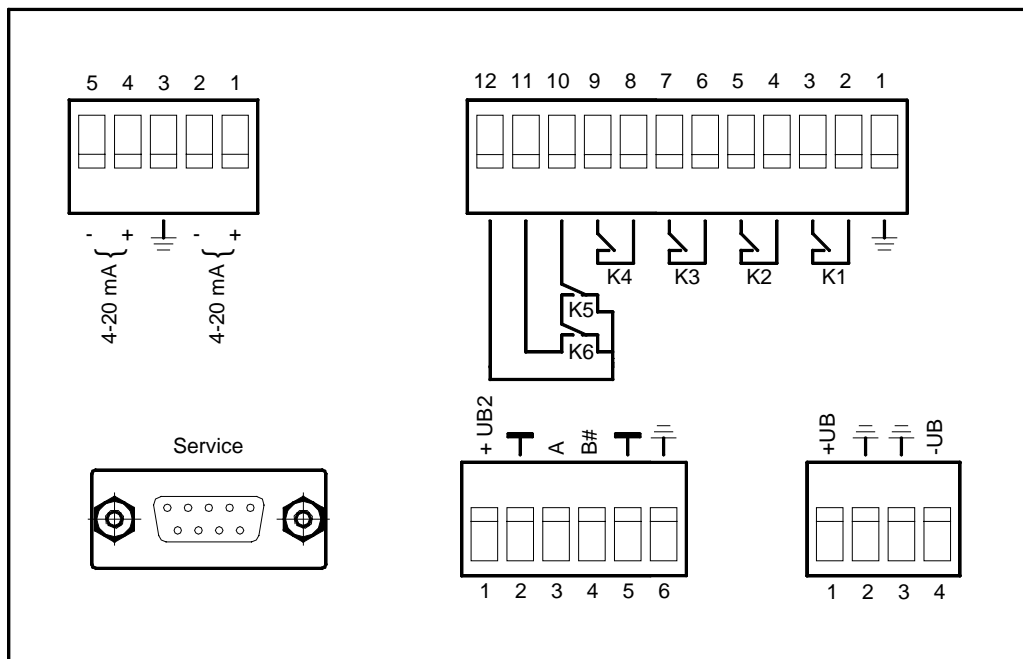 5 4 3 2 1
- + - +
4-20 mA 4-20 mA
12 11 10 9 8 7 6 5 4 3 2 1
K4 K3 K2 K1
K5
K6
Service
+ UB2 A B#
1 2 3 4 5 6
+UB -UB
1 2 3 4